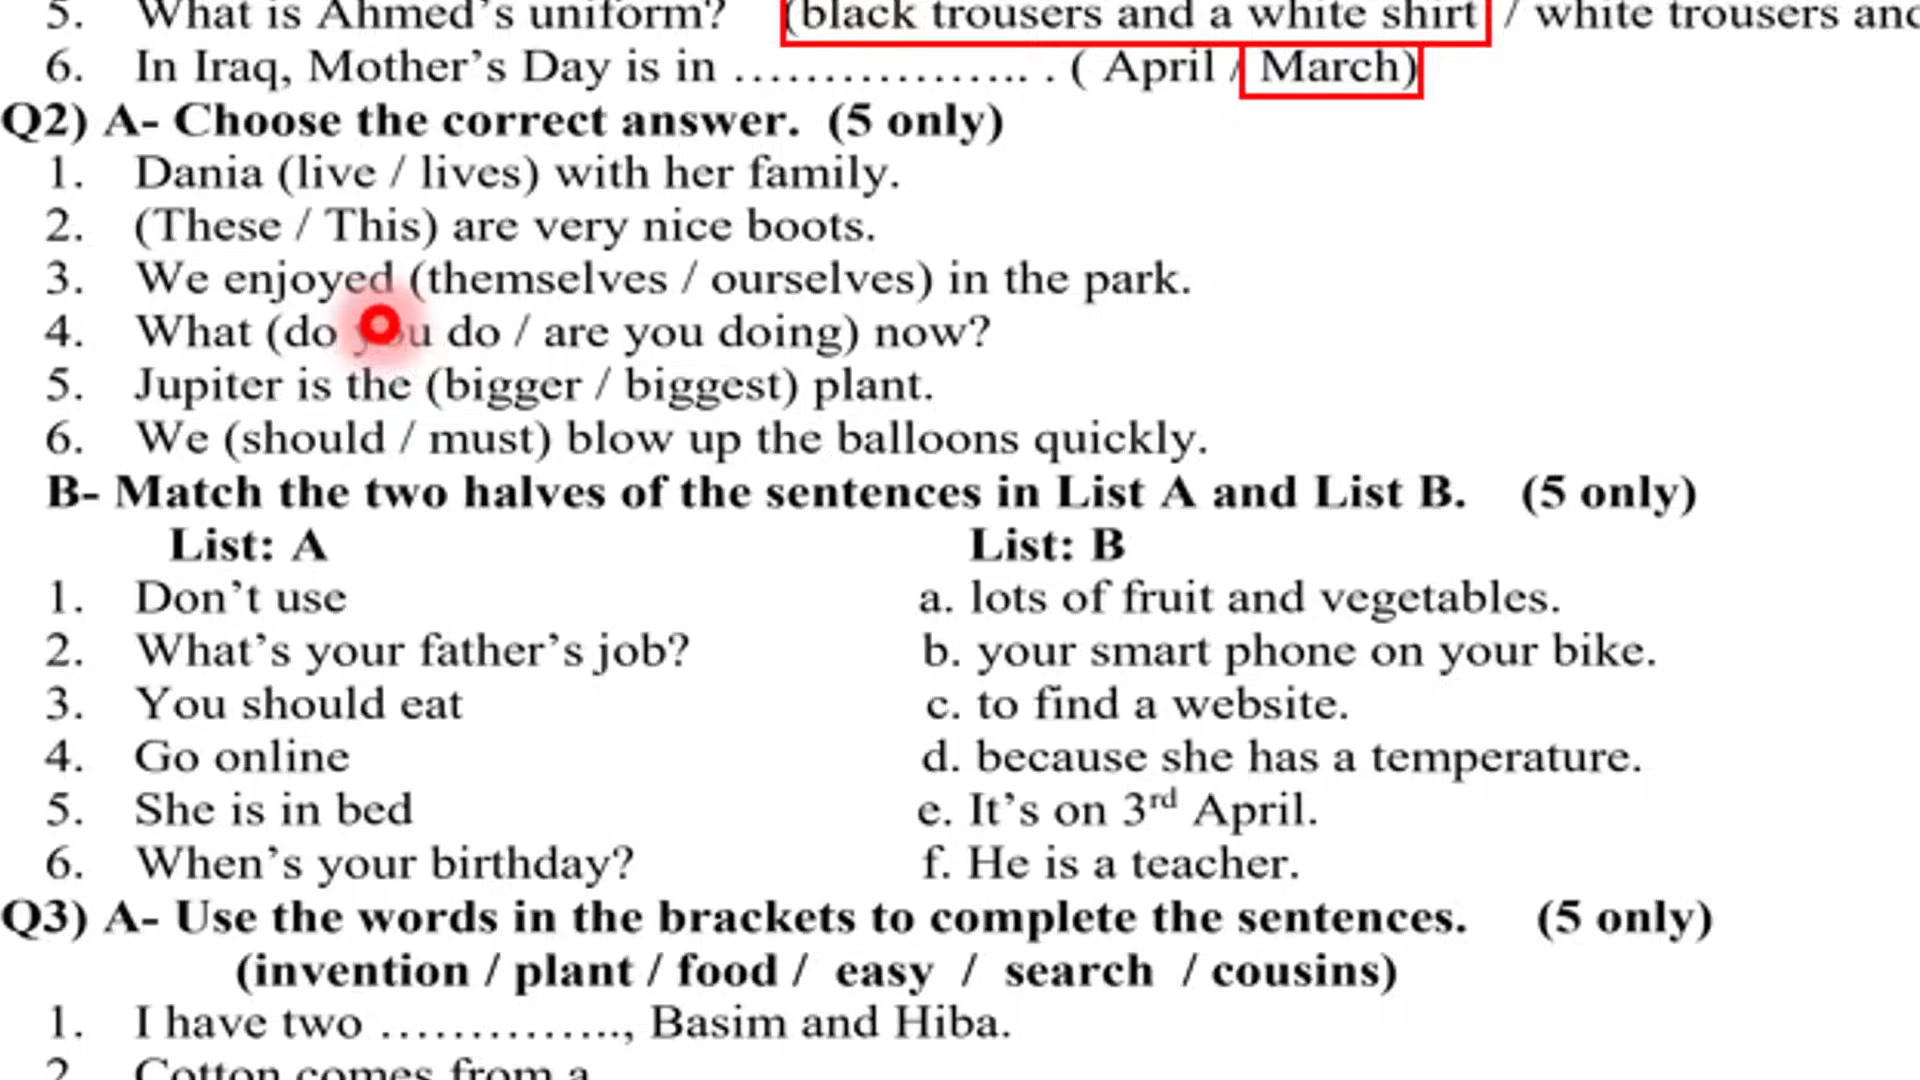 5. What is Ahmed's uniform? (black trousers and a white shirt / white trousers and
6. In Iraq, Mother's Day is in ……………….. . ( April / March)
Q2) A- Choose the correct answer. (5 only)
1. Dania (live / lives) with her family.
2. (These / This) are very nice boots.
3. We enjoyed (themselves / ourselves) in the park.
4. What (do you do / are you doing) now?
5. Jupiter is the (bigger / biggest) plant.
6. We (should / must) blow up the balloons quickly.
B- Match the two halves of the sentences in List A and List B. (5 only)
List: A List: B
1. Don't use a. lots of fruit and vegetables.
2. What's your father's job? b. your smart phone on your bike.
3. You should eat c. to find a website.
4. Go online d. because she has a temperature.
5. She is in bed e. It's on 3rd April.
6. When's your birthday? f. He is a teacher.
Q3) A- Use the words in the brackets to complete the sentences. (5 only)
(invention / plant / food / easy / search / cousins)
1. I have two ………….., Basim and Hiba.
2. Cotton comes from a